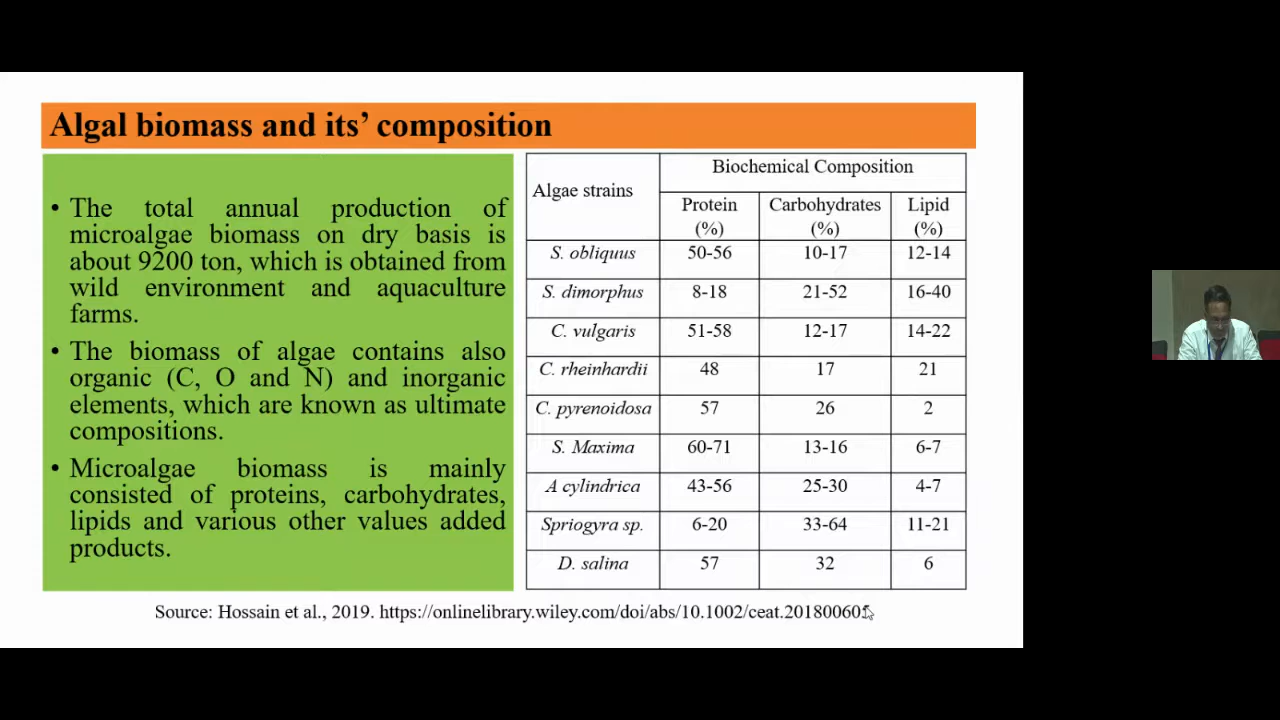 Algal biomass and its' composition
• The total annual production of
microalgae biomass on dry basis is
about 9200 ton, which is obtained from
wild environment and aquaculture
farms.
• The biomass of algae contains also
organic (C, O and N) and inorganic
elements, which are known as ultimate
compositions.
• Microalgae biomass is mainly
consisted of proteins, carbohydrates,
lipids and various other values added
products.
Algae strains
Biochemical Composition
Protein (%) Carbohydrates (%) Lipid (%)
S. obliquus 50-56 10-17 12-14
S. dimorphus 8-18 21-52 16-40
C. vulgaris 51-58 12-17 14-22
C. rheinhardii 48 17 21
C. pyrenoidosa 57 26 2
S. Maxima 60-71 13-16 6-7
A cylindrica 43-56 25-30 4-7
Spriogyra sp. 6-20 33-64 11-21
D. salina 57 32 6
Source: Hossain et al., 2019. https://onlinelibrary.wiley.com/doi/abs/10.1002/ceat.201800605